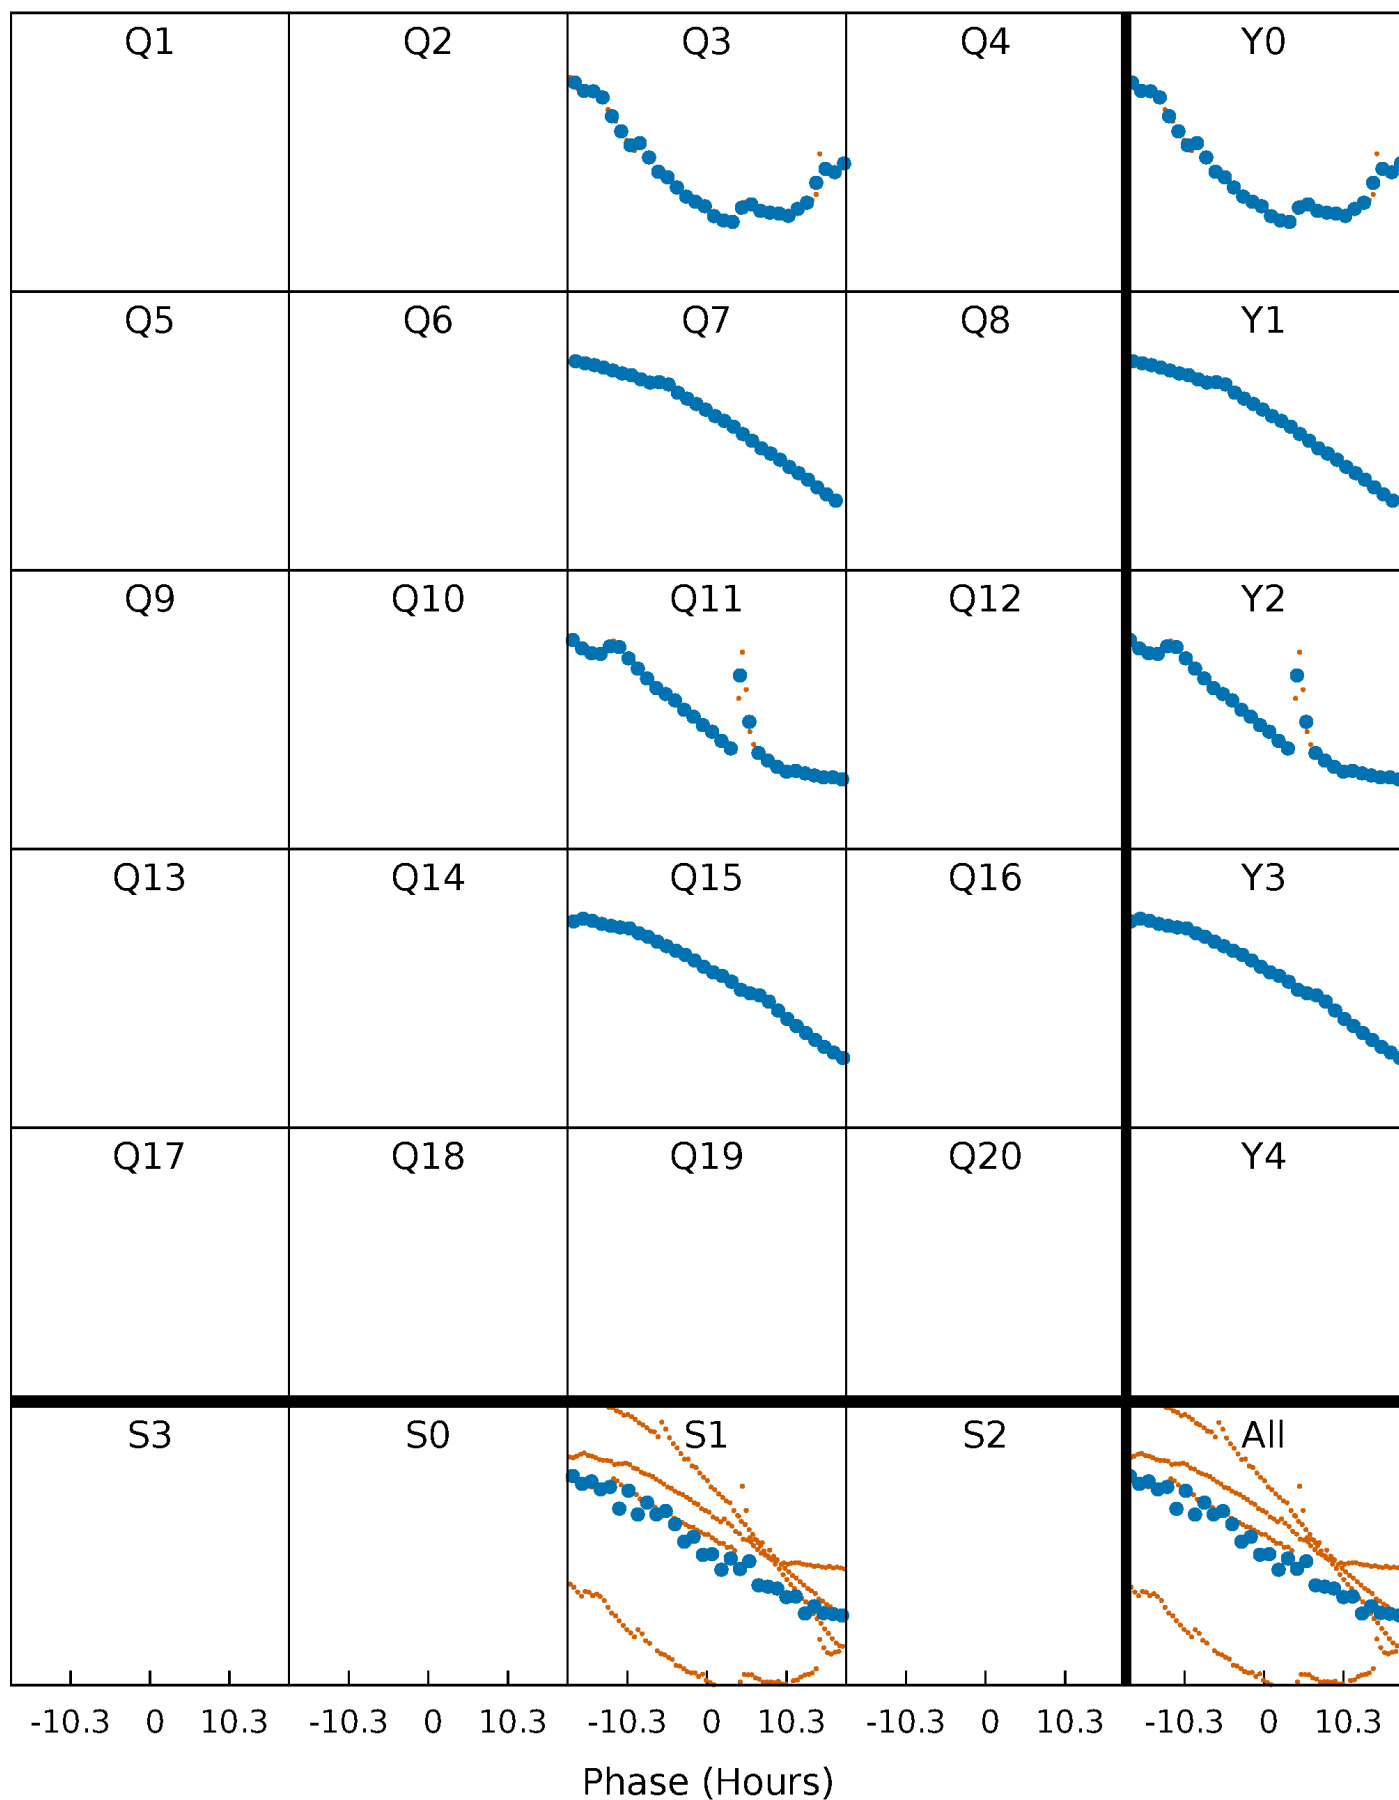 Q1 Q2 Q3 Q4 Y0
Q5 Q6 Q7 Q8 Y1
Q9 Q10 Q11 Q12 Y2
Q13 Q14 Q15 Q16 Y3
Q17 Q18 Q19 Q20 Y4
S3 S0 S1 S2 All
-10.3 0 10.3 -10.3 0 10.3 -10.3 0 10.3 -10.3 0 10.3 -10.3 0 10.3
Phase (Hours)